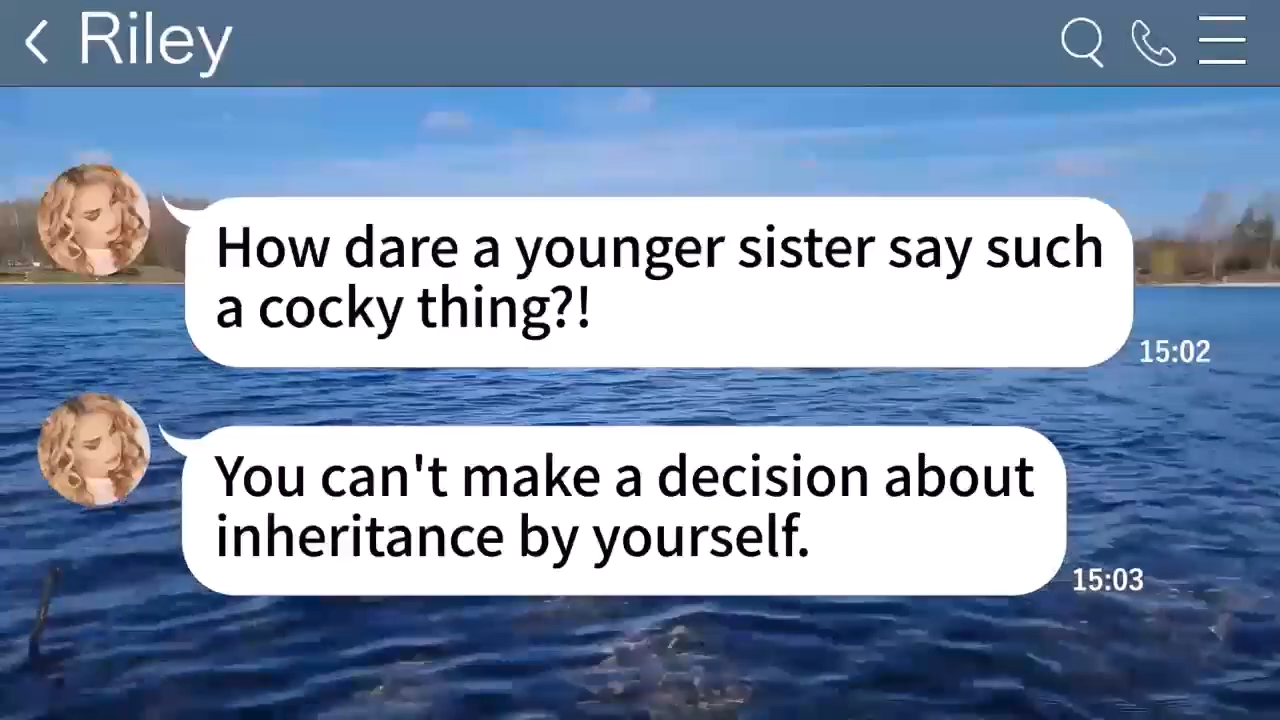 Riley
How dare a younger sister say such
a cocky thing?!
15:02
You can't make a decision about
inheritance by yourself.
15:03